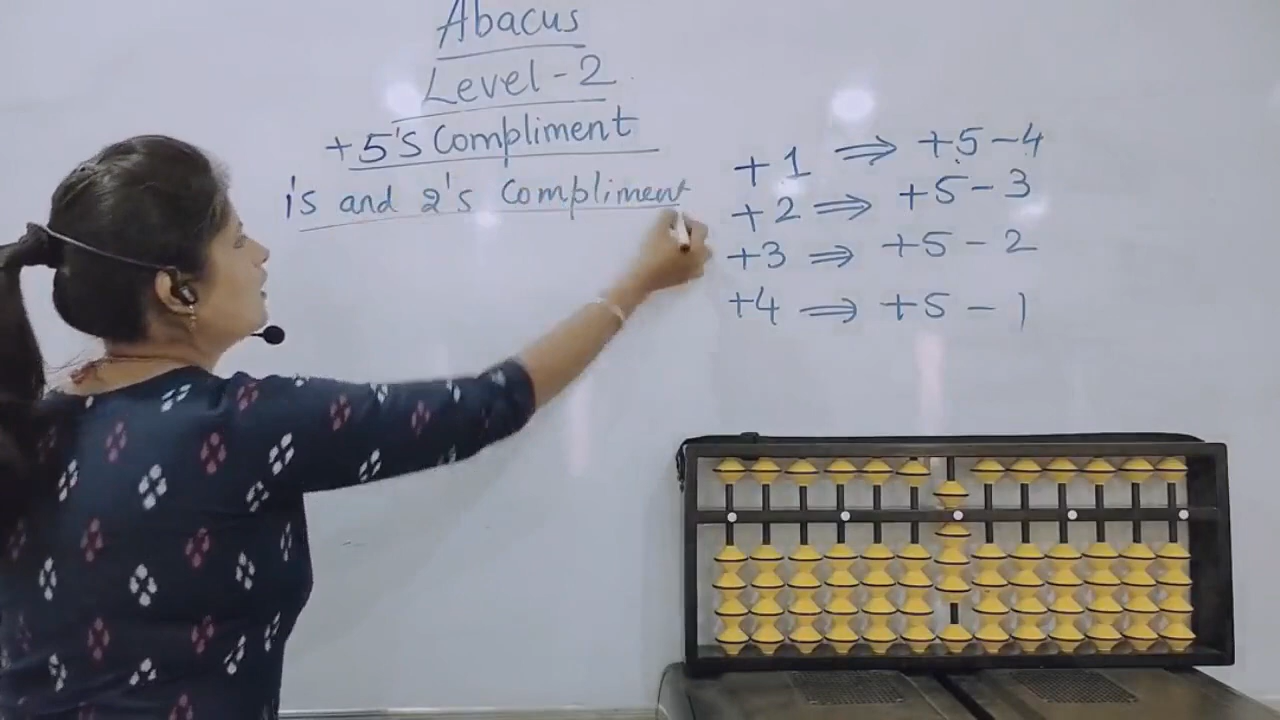 Abacus
Level-2
+5's Compliment
1's and 2's Compliment
+1 ⇒ +5-4
+2 ⇒ +5-3
+3 ⇒ +5-2
+4 ⇒ +5-1